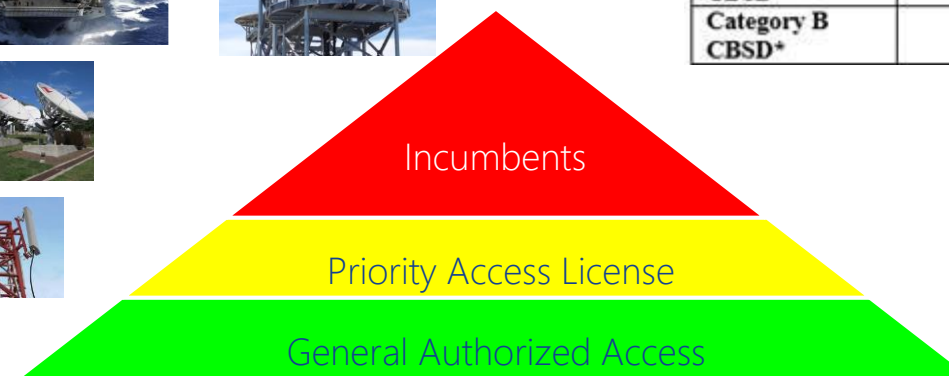 Category B
CBSD*
Incumbents
Priority Access License
General Authorized Access